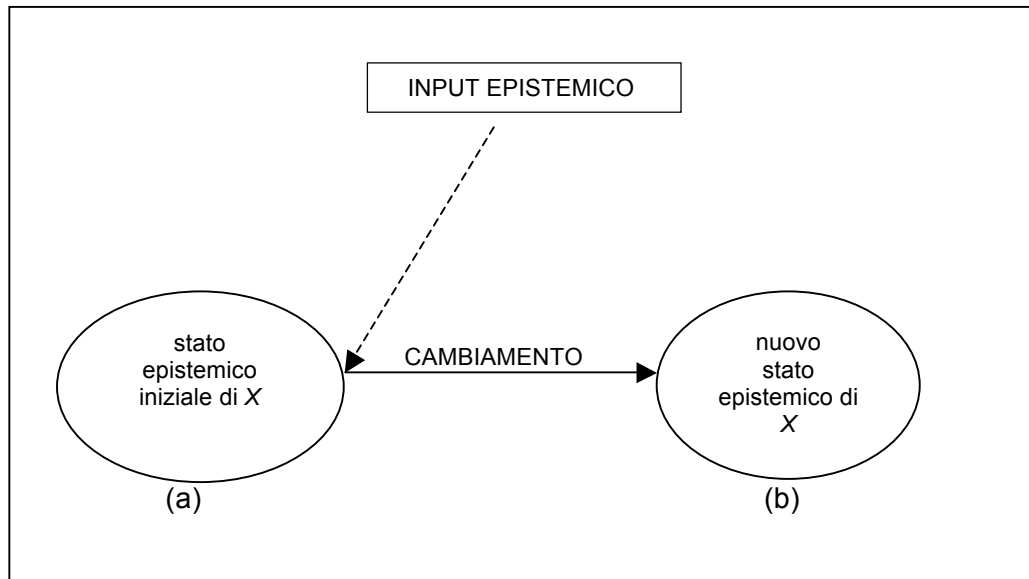 INPUT EPISTEMICO
stato
epistemico
iniziale di X
CAMBIAMENTO
nuovo
stato
epistemico di
X
(a)
(b)